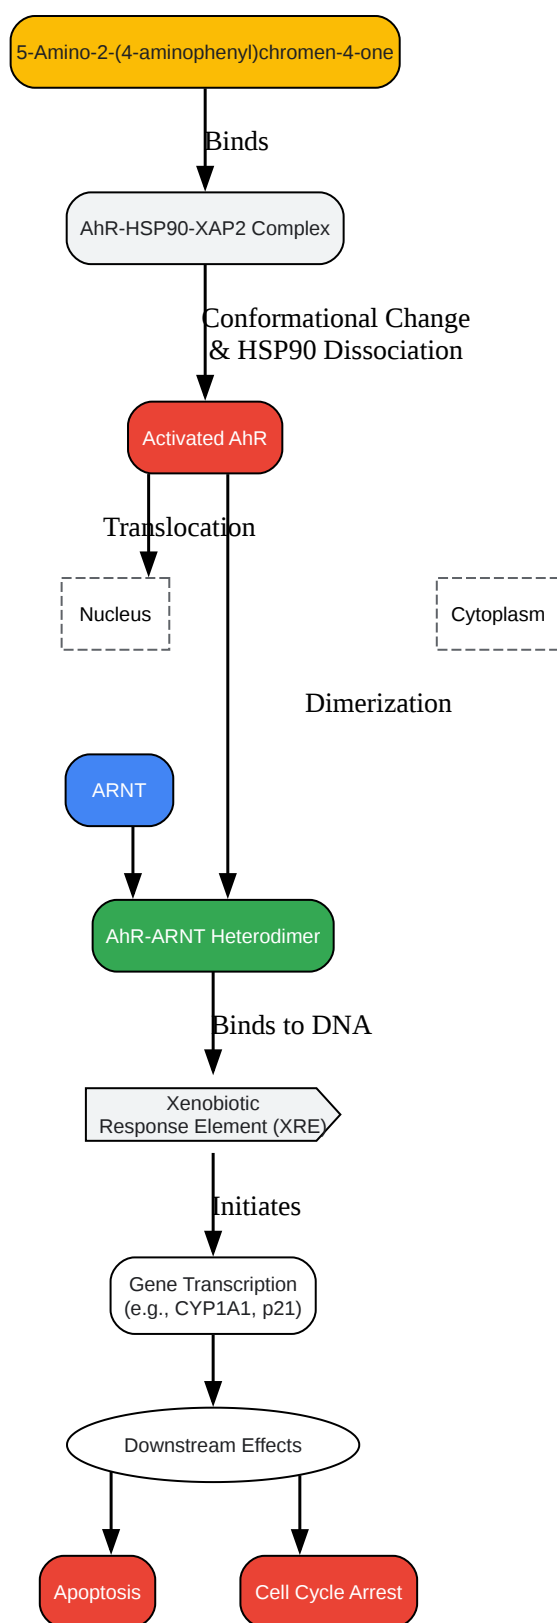 5-Amino-2-(4-aminophenyl)chromen-4-one
Binds
AhR-HSP90-XAP2 Complex
Conformational Change
& HSP90 Dissociation
Activated AhR
Translocation
Nucleus
Cytoplasm
Dimerization
ARNT
AhR-ARNT Heterodimer
Binds to DNA
Xenobiotic
Response Element (XRE)
Initiates
Gene Transcription
(e.g., CYP1A1, p21)
Downstream Effects
Apoptosis
Cell Cycle Arrest